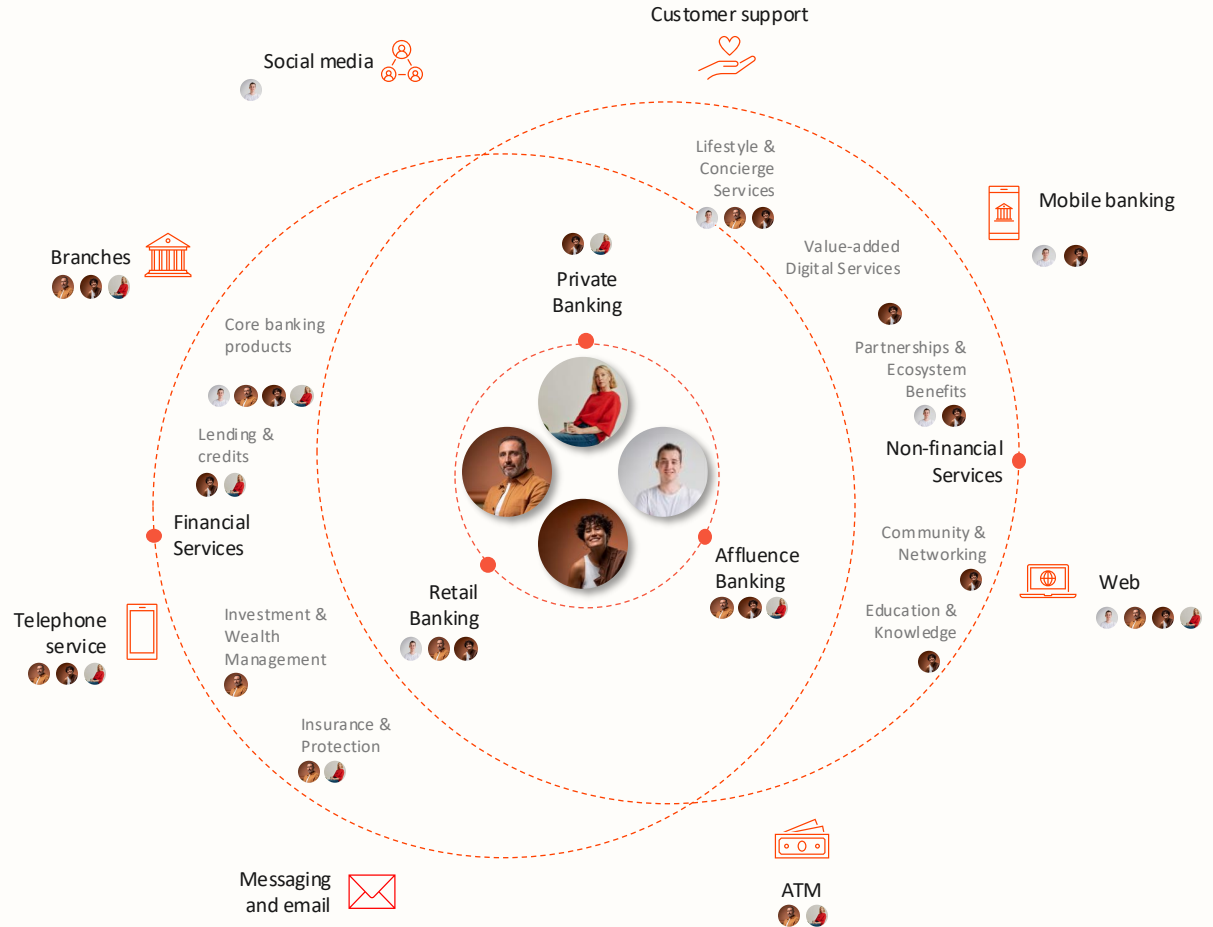 Customer support
Social media
Lifestyle &
Concierge
Services
Mobile banking
Branches
Value-added
Digital Services
Private
Banking
Core banking
products
Partnerships &
Ecosystem
Benefits
Lending &
credits
Non-financial
Services
Financial
Services
Community &
Networking
Affluence
Banking
Web
Retail
Banking
Education &
Knowledge
Telephone
service
Investment &
Wealth
Management
Insurance &
Protection
Messaging
and email
ATM